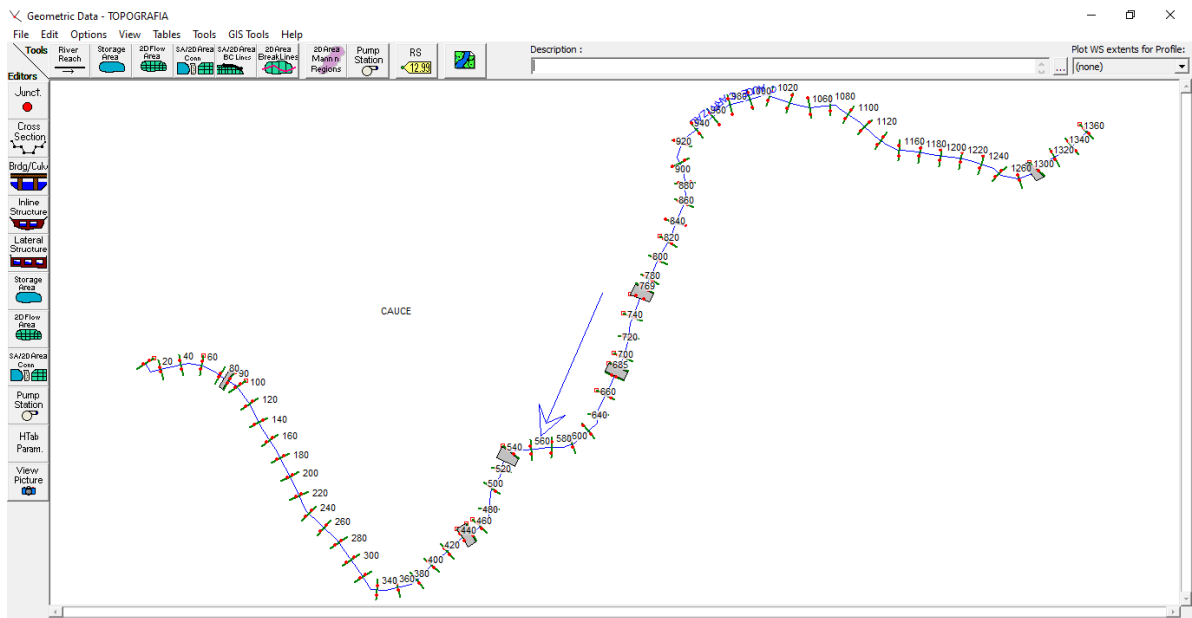 Geometric Data - TOPOGRAFIA
File Edit Options View Tables Tools GIS Tools Help
Tools
Editors
River Reach
Storage Area
2D Flow Area
SA/2D Area Conn
SA/2D Area BC Lines
2D Area BreakLines
2D Area Mann n Regions
Pump Station
RS
12.99
Description :
...
Plot WS extents for Profile:
(none)
Junct.
Cross Section
Brdg/Culv
Inline Structure
Lateral Structure
Storage Area
2D Flow Area
SA/2D Area Conn
Pump Station
HTab Param.
View Picture
CAUCE
1360
1340
1320
1300
1260
1240
1220
1200
1180
1160
1120
1100
1080
1060
1020
1000
980
960
940
920
900
880
860
840
820
800
780
769
740
720
700
685
660
640
600
580
560
540
520
500
480
460
440
420
400
380
360
340
300
280
260
240
220
200
180
160
140
120
100
90
80
60
40
20